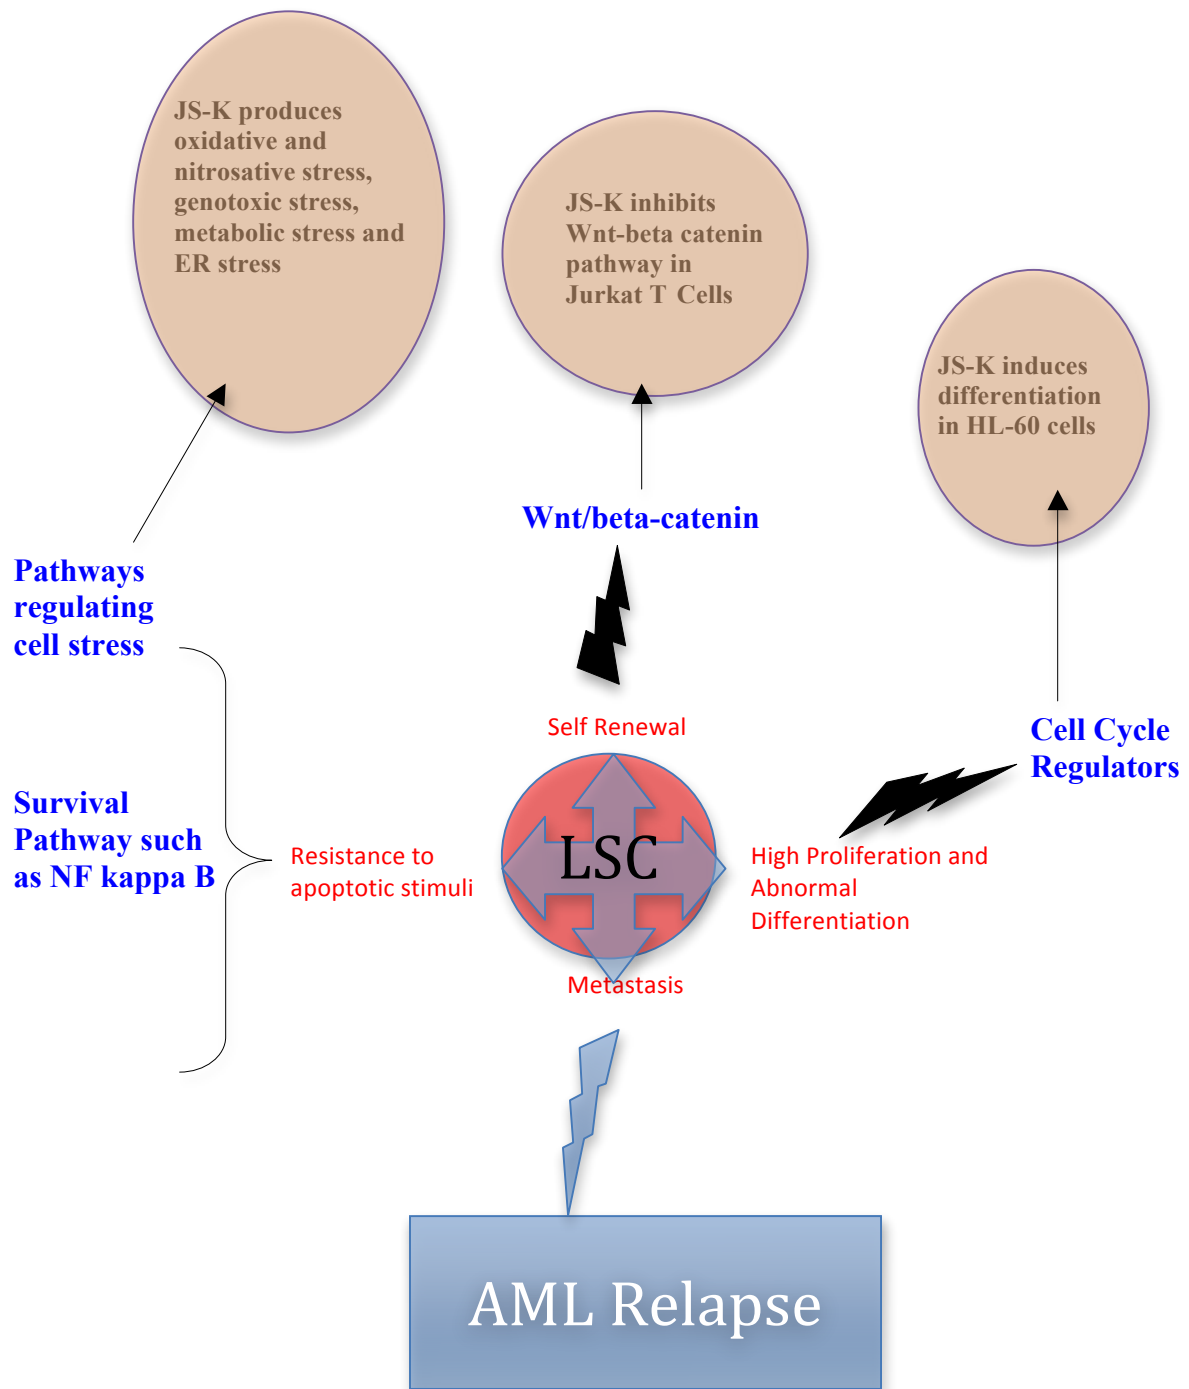 JS-K produces
oxidative and
nitrosative stress,
genotoxic stress,
metabolic stress and
ER stress
JS-K inhibits
Wnt-beta catenin
pathway in
Jurkat T Cells
JS-K induces
differentiation
in HL-60 cells
Wnt/beta-catenin
Pathways
regulating
cell stress
Self Renewal
Cell Cycle
Regulators
Survival
Pathway such
as NF kappa B
Resistance to
apoptotic stimuli
LSC
High Proliferation and
Abnormal
Differentiation
Metastasis
AML Relapse